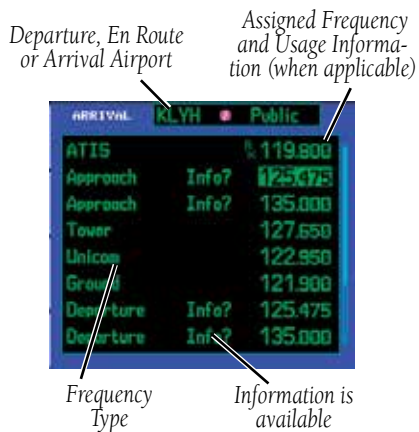 Departure, En Route
or Arrival Airport
Assigned Frequency
and Usage Informa-
tion (when applicable)
ARRIVAL KLYH Public
ATIS Rx 119.800
Approach Info? 125.475
Approach Info? 135.000
Tower 127.650
Unicom 122.950
Ground 121.900
Departure Info? 125.475
Departure Info? 135.000
Frequency
Type
Information is
available